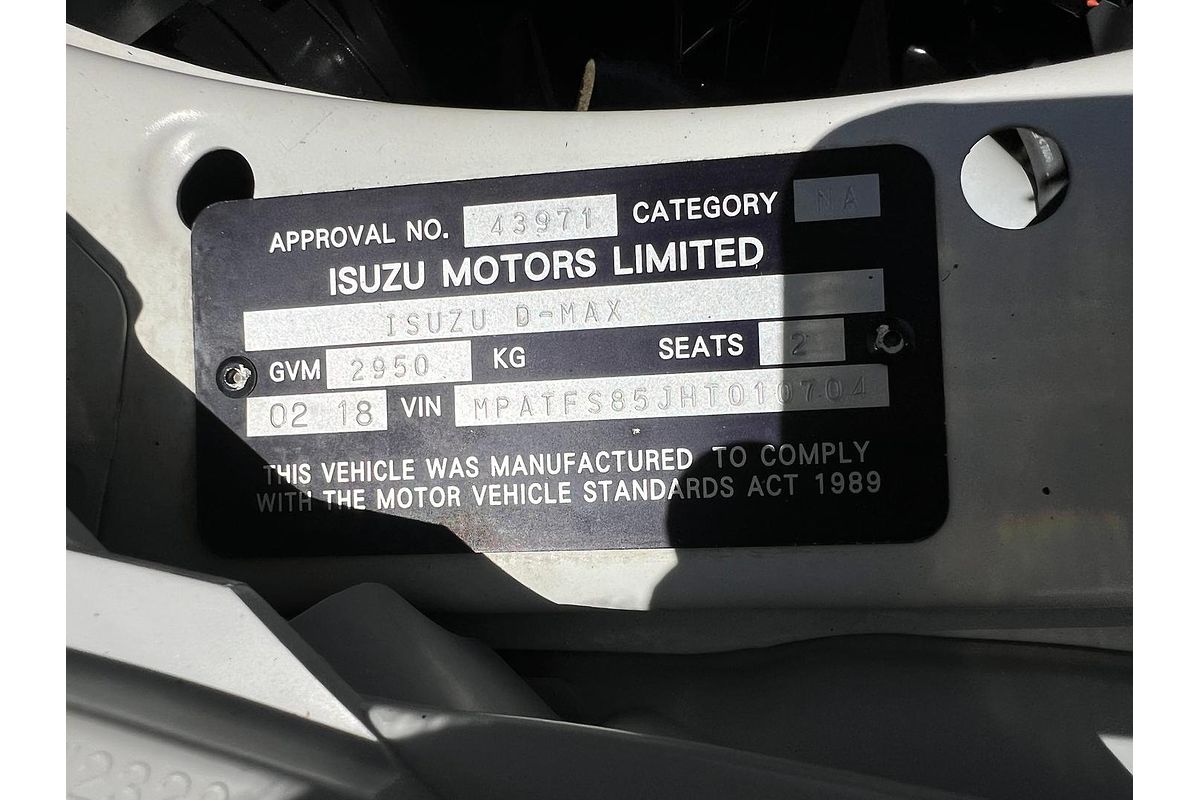 APPROVAL NO. 43971 CATEGORY NA
ISUZU MOTORS LIMITED
ISUZU D-MAX
GVM 2950 KG SEATS 2
02 18 VIN MPATFS85JHT010704
THIS VEHICLE WAS MANUFACTURED TO COMPLY
WITH THE MOTOR VEHICLE STANDARDS ACT 1989